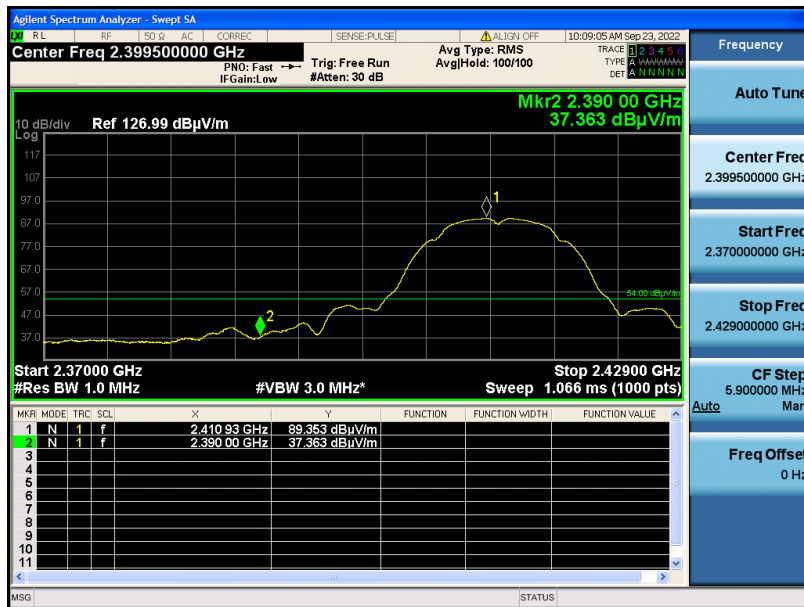 Agilent Spectrum Analyzer - Swept SA
LXI RL RF 50 Ω AC CORREC SENSE:PULSE ALIGN OFF 10:09:05 AM Sep 23, 2022
Center Freq 2.399500000 GHz
PNO: Fast
IFGain:Low
Trig: Free Run
#Atten: 30 dB
Avg Type: RMS
Avg|Hold: 100/100
TRACE 1 2 3 4 5 6
TYPE A WWWWW
DET A N N N N N
Mkr2 2.390 00 GHz
37.363 dBµV/m
10 dB/div Ref 126.99 dBµV/m
Log
117
107
97.0
87.0
77.0
67.0
57.0
47.0
37.0
1
2
54.00 dBµV/m
Start 2.37000 GHz Stop 2.42900 GHz
#Res BW 1.0 MHz #VBW 3.0 MHz* Sweep 1.066 ms (1000 pts)
MKR MODE TRC SCL X Y FUNCTION FUNCTION WIDTH FUNCTION VALUE
1 N 1 f 2.410 93 GHz 89.353 dBµV/m
2 N 1 f 2.390 00 GHz 37.363 dBµV/m
3
4
5
6
7
8
9
10
11
MSG STATUS
Frequency
Auto Tune
Center Freq
2.399500000 GHz
Start Freq
2.370000000 GHz
Stop Freq
2.429000000 GHz
CF Step
5.900000 MHz
Auto Man
Freq Offset
0 Hz